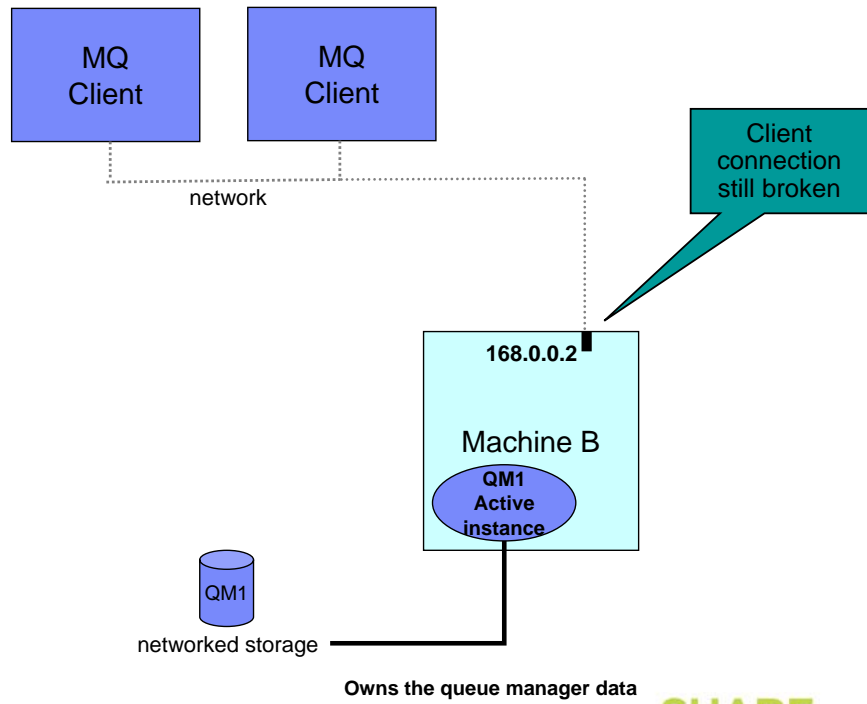 MQ
Client
MQ
Client
Client
connection
still broken
network
168.0.0.2
Machine B
QM1
Active
instance
QM1
networked storage
Owns the queue manager data